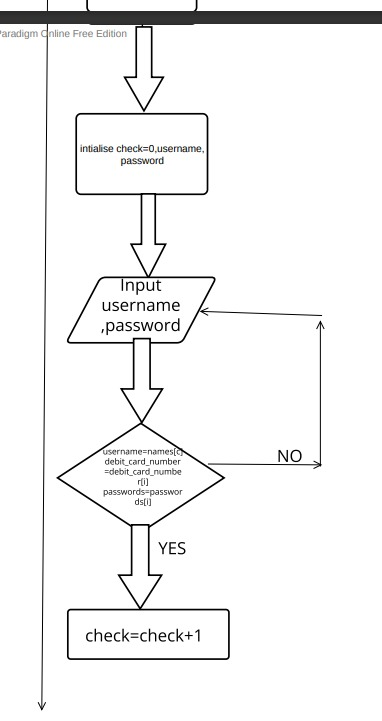 Paradigm Online Free Edition
intialise check=0,username,
password
Input
username
,password
username=names[c]
debit_card_number
=debit_card_numbe
r[i]
passwords=passwor
ds[i]
NO
YES
check=check+1